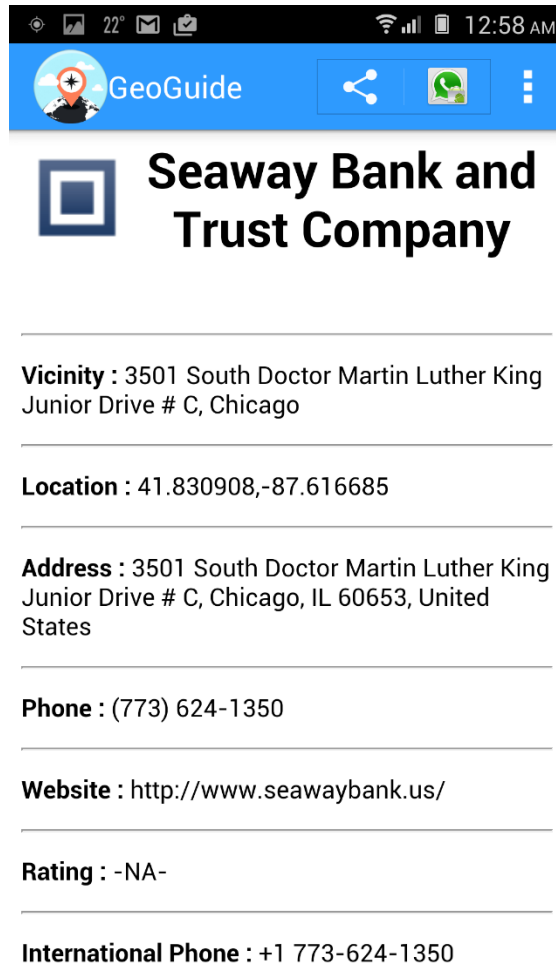 22° 12:58 AM
GeoGuide
Seaway Bank and
Trust Company
Vicinity : 3501 South Doctor Martin Luther King
Junior Drive # C, Chicago
Location : 41.830908,-87.616685
Address : 3501 South Doctor Martin Luther King
Junior Drive # C, Chicago, IL 60653, United
States
Phone : (773) 624-1350
Website : http://www.seawaybank.us/
Rating : -NA-
International Phone : +1 773-624-1350